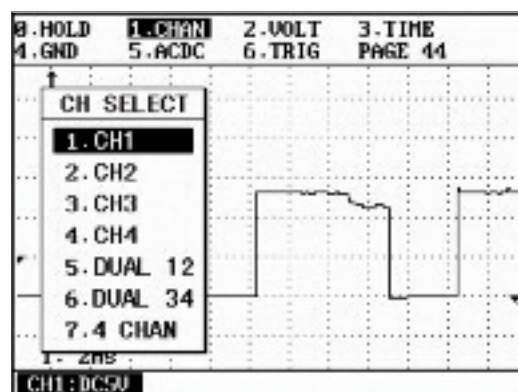 0.HOLD 1.CHAN 2.VOLT 3.TIME
4.GND 5.ACDC 6.TRIG PAGE 44
CH SELECT
1.CH1
2.CH2
3.CH3
4.CH4
5.DUAL 12
6.DUAL 34
7.4 CHAN
CH1:DC5V